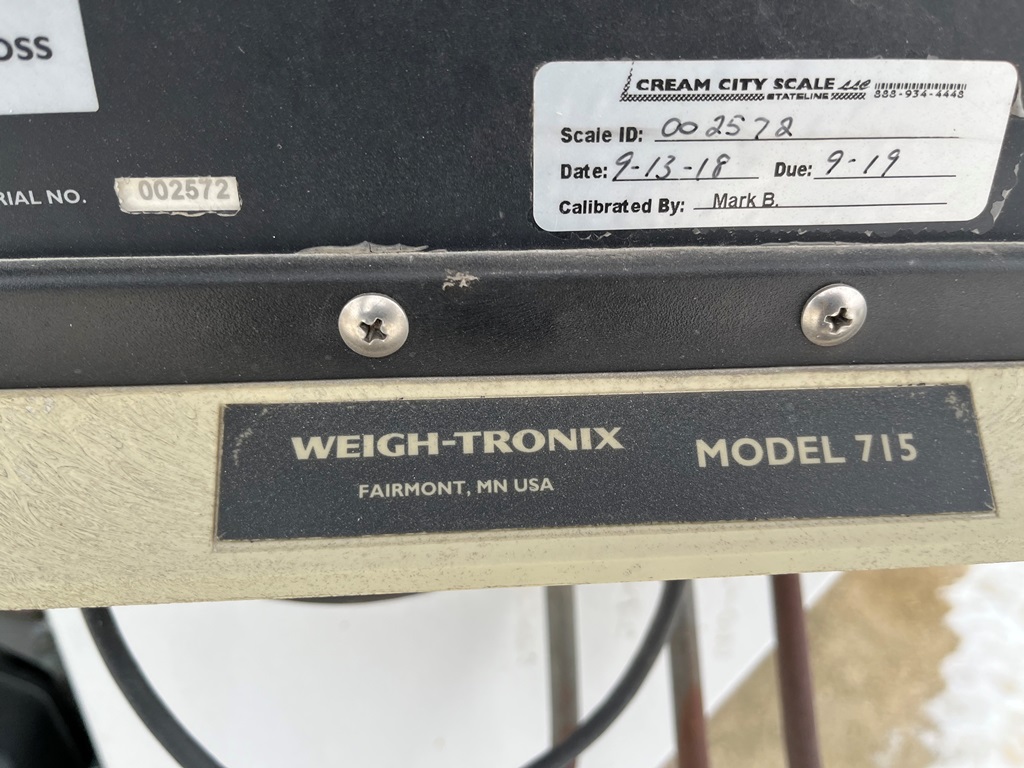 OSS
CREAM CITY SCALE LLC
STATELINE 888-934-4448
Scale ID: 002572
Date: 9-13-18 Due: 9-19
Calibrated By: Mark B.
RIAL NO. 002572
WEIGH-TRONIX MODEL 715
FAIRMONT, MN USA